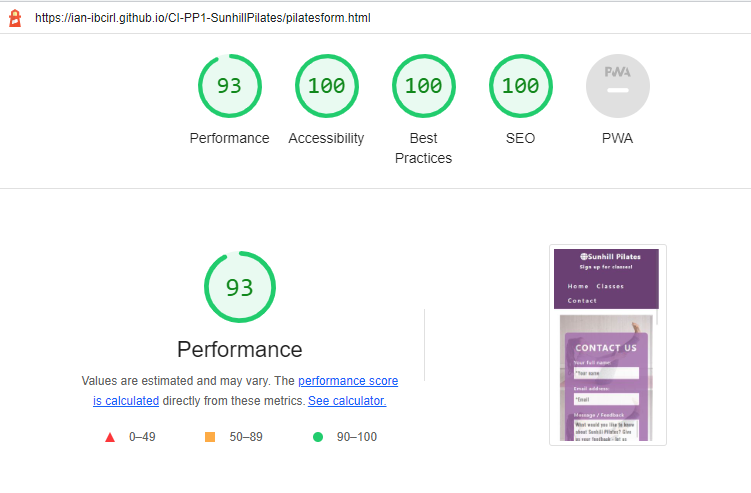 https://ian-ibcirl.github.io/CI-PP1-SunhillPilates/pilatesform.html
93 100 100 100 PWA
Performance Accessibility Best Practices SEO PWA
93
Performance
Values are estimated and may vary. The performance score
is calculated directly from these metrics. See calculator.
0–49 50–89 90–100
Sunhill Pilates
Sign up for classes!
Home Classes
Contact
CONTACT US
Your full name:
*Your name
Email address:
*Email
Message / Feedback
What would you like to know
about Sunhill Pilates? Give
us your feedback - let us